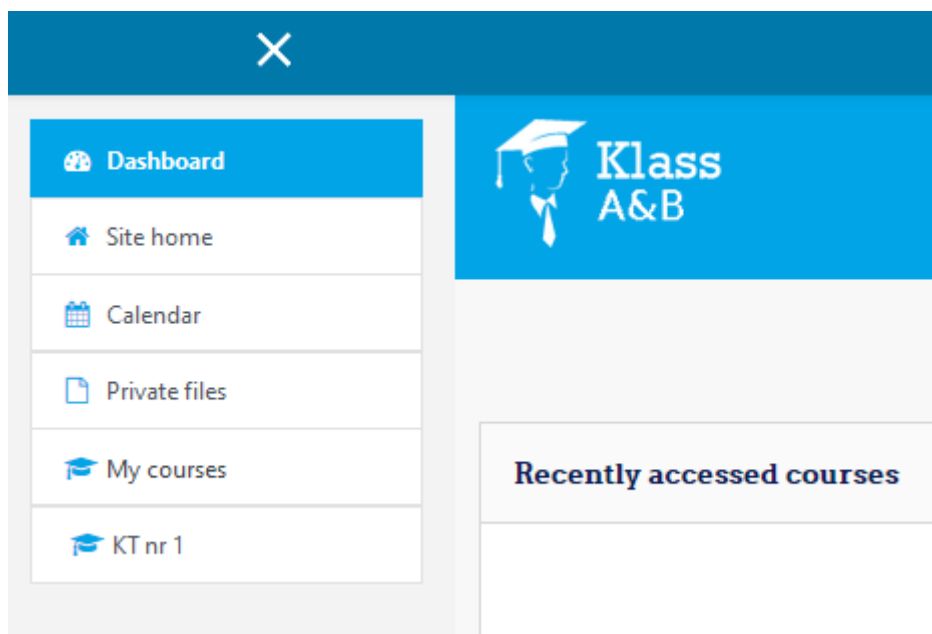 Dashboard
Site home
Calendar
Private files
My courses
KT nr 1
Klass
A&B
Recently accessed courses